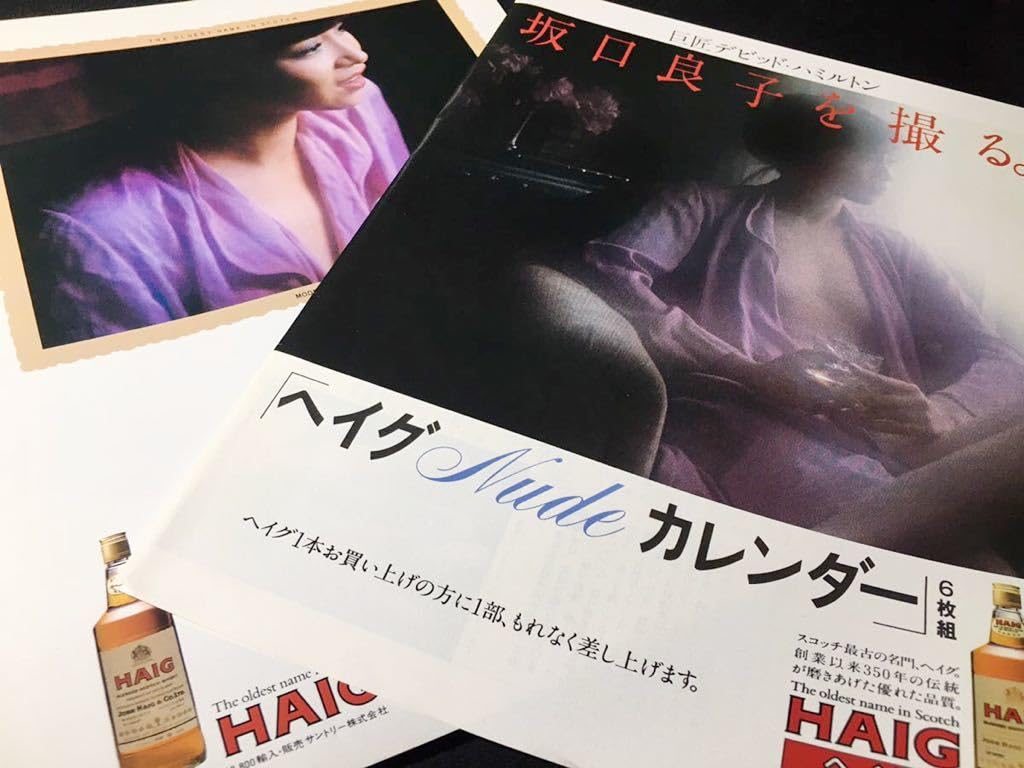 THE OLDEST NAME IN SCOTCH
HAIG
John Haig & Co. Ltd.
The oldest name
HAIG
800 輸入・販売 サントリー株式会社
巨匠デビッド・ハミルトン
坂口良子を撮る。
「ヘイグNudeカレンダー」6枚組
ヘイグ1本お買い上げの方に1部、もれなく差し上げます。
スコッチ最古の名門、ヘイグ。
創業以来350年の伝統
が磨きあげた優れた品質。
The oldest name in Scotch
HAIG
HAIG